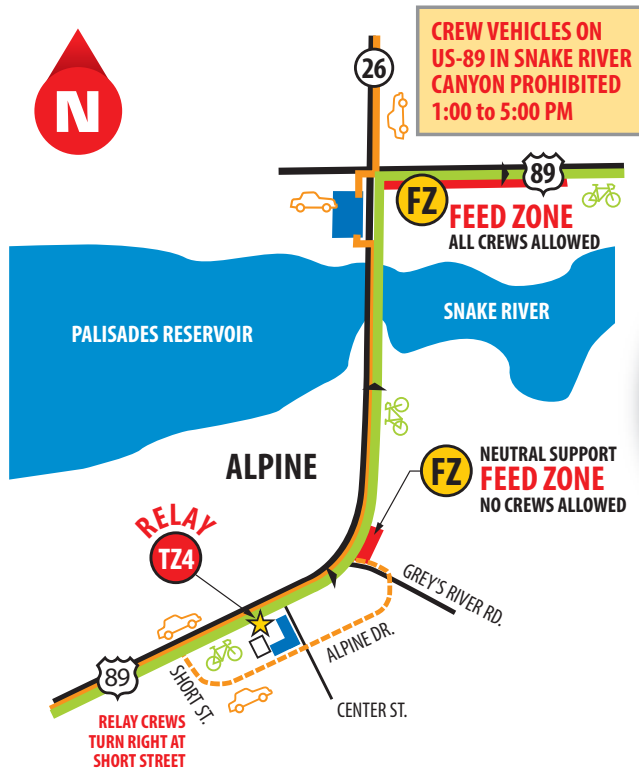 N
26
CREW VEHICLES ON
US-89 IN SNAKE RIVER
CANYON PROHIBITED
1:00 to 5:00 PM
89
FZ
FEED ZONE
ALL CREWS ALLOWED
PALISADES RESERVOIR
SNAKE RIVER
ALPINE
FZ
NEUTRAL SUPPORT
FEED ZONE
NO CREWS ALLOWED
RELAY
TZ4
GREY'S RIVER RD.
ALPINE DR.
SHORT ST.
CENTER ST.
89
RELAY CREWS
TURN RIGHT AT
SHORT STREET